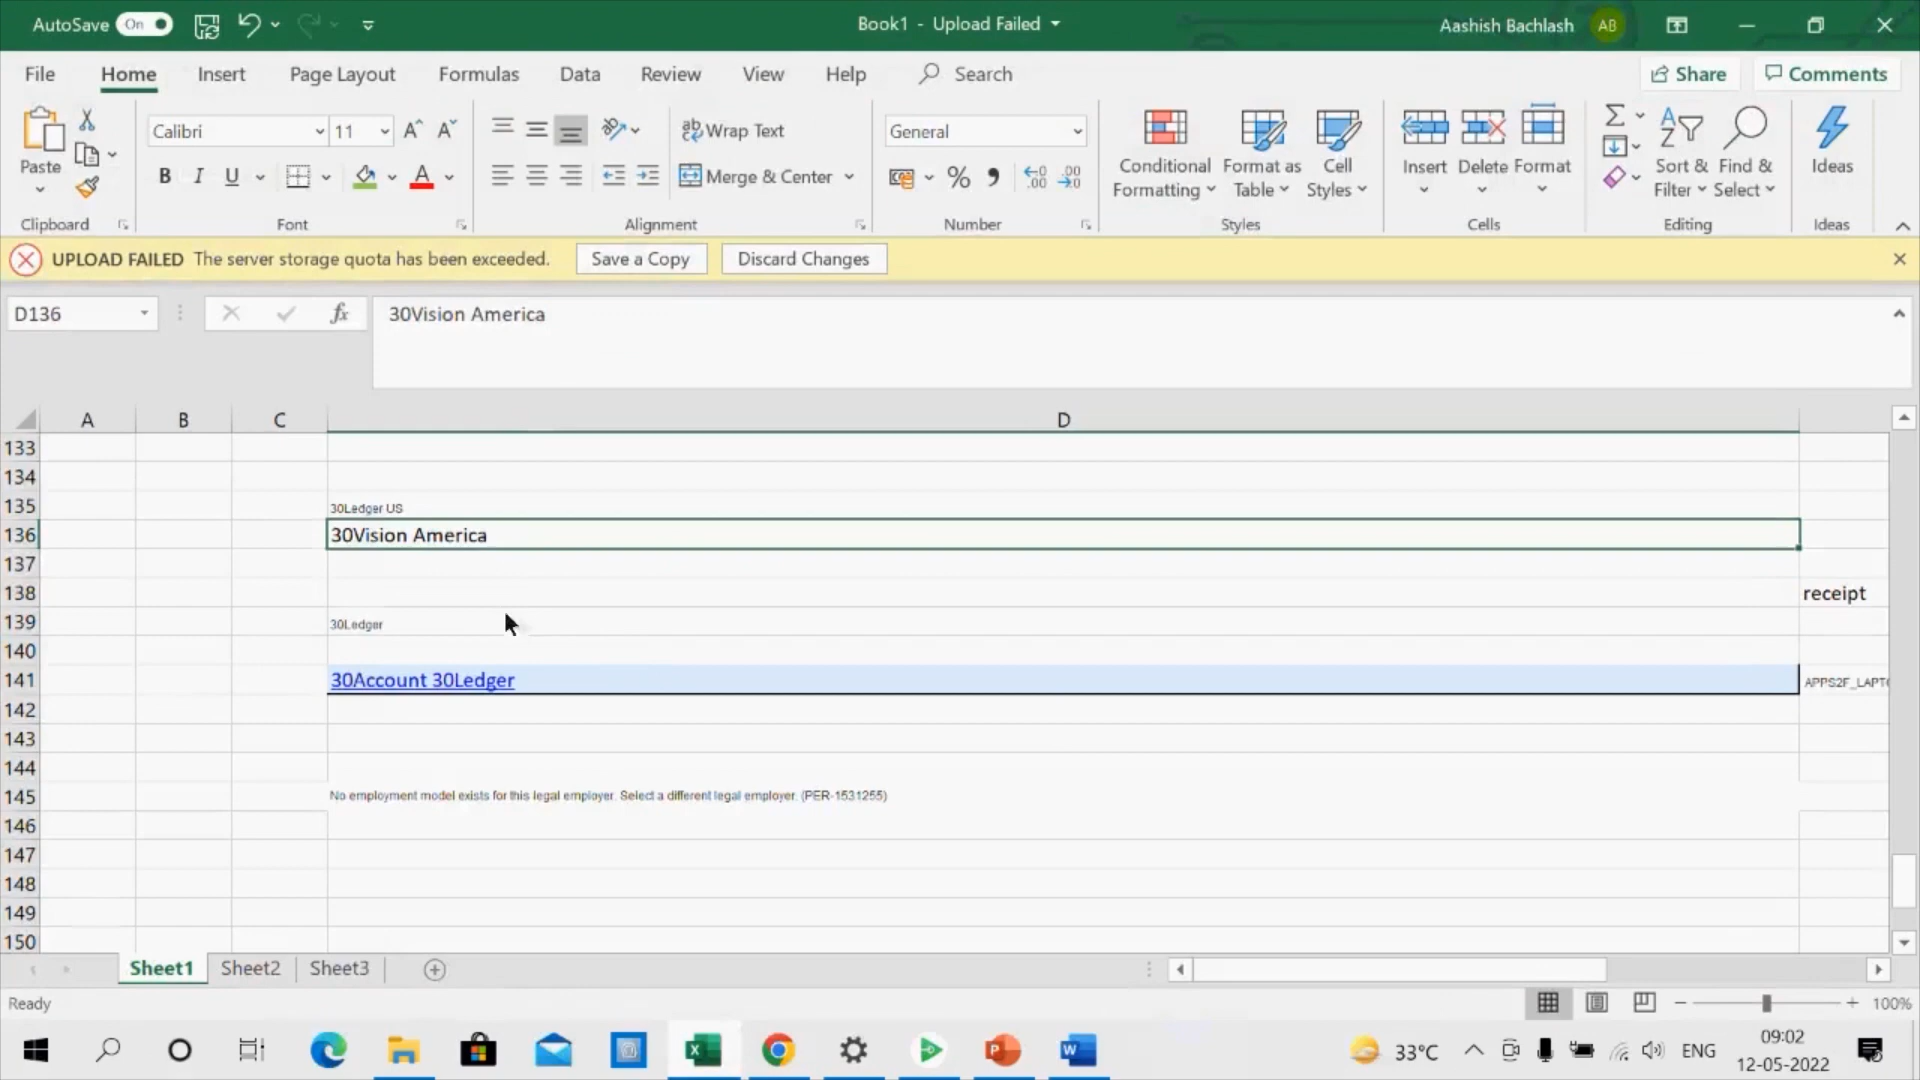 AutoSave On
Book1 - Upload Failed
Aashish Bachlash AB
File Home Insert Page Layout Formulas Data Review View Help Search Share Comments
Calibri 11
Wrap Text
General
Paste
B I U
Merge & Center
Conditional Formatting
Format as Table
Cell Styles
Insert Delete Format
Sort & Filter
Find & Select
Ideas
Clipboard Font Alignment Number Styles Cells Editing Ideas
UPLOAD FAILED The server storage quota has been exceeded. Save a Copy Discard Changes
D136 fx 30Vision America
A B C D
133
134
135 30Ledger US
136 30Vision America
137
138 receipt
139 30Ledger
140
141 30Account 30Ledger
142
143
144
145 No employment model exists for this legal employer. Select a different legal employer. (PER-1531255)
146
147
148
149
150
Sheet1 Sheet2 Sheet3
Ready 100%
33°C ENG 09:02
12-05-2022